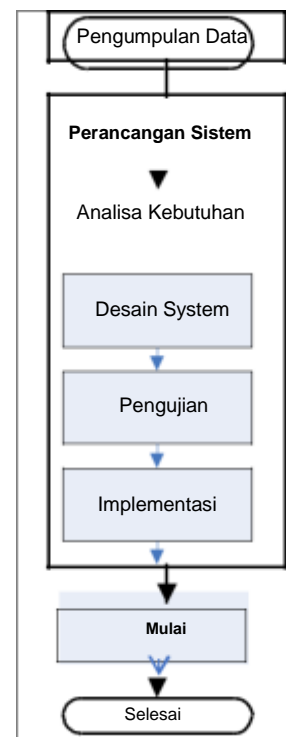 Pengumpulan Data
Perancangan Sistem
Analisa Kebutuhan
Desain System
Pengujian
Implementasi
Mulai
Selesai